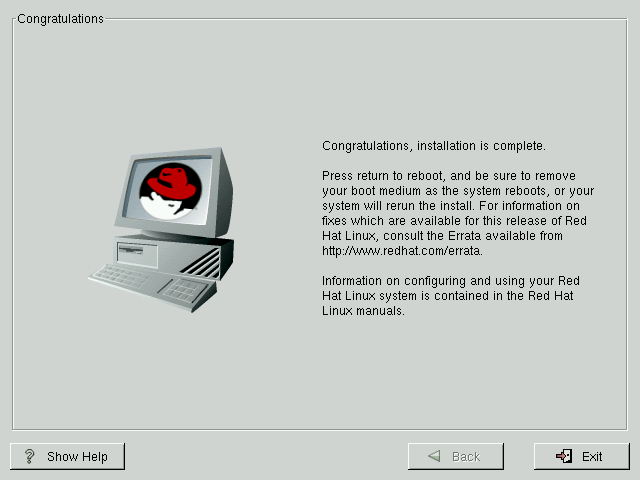 Congratulations
Congratulations, installation is complete.
Press return to reboot, and be sure to remove
your boot medium as the system reboots, or your
system will rerun the install. For information on
fixes which are available for this release of Red
Hat Linux, consult the Errata available from
http://www.redhat.com/errata.
Information on configuring and using your Red
Hat Linux system is contained in the Red Hat
Linux manuals.
Show Help
Back
Exit